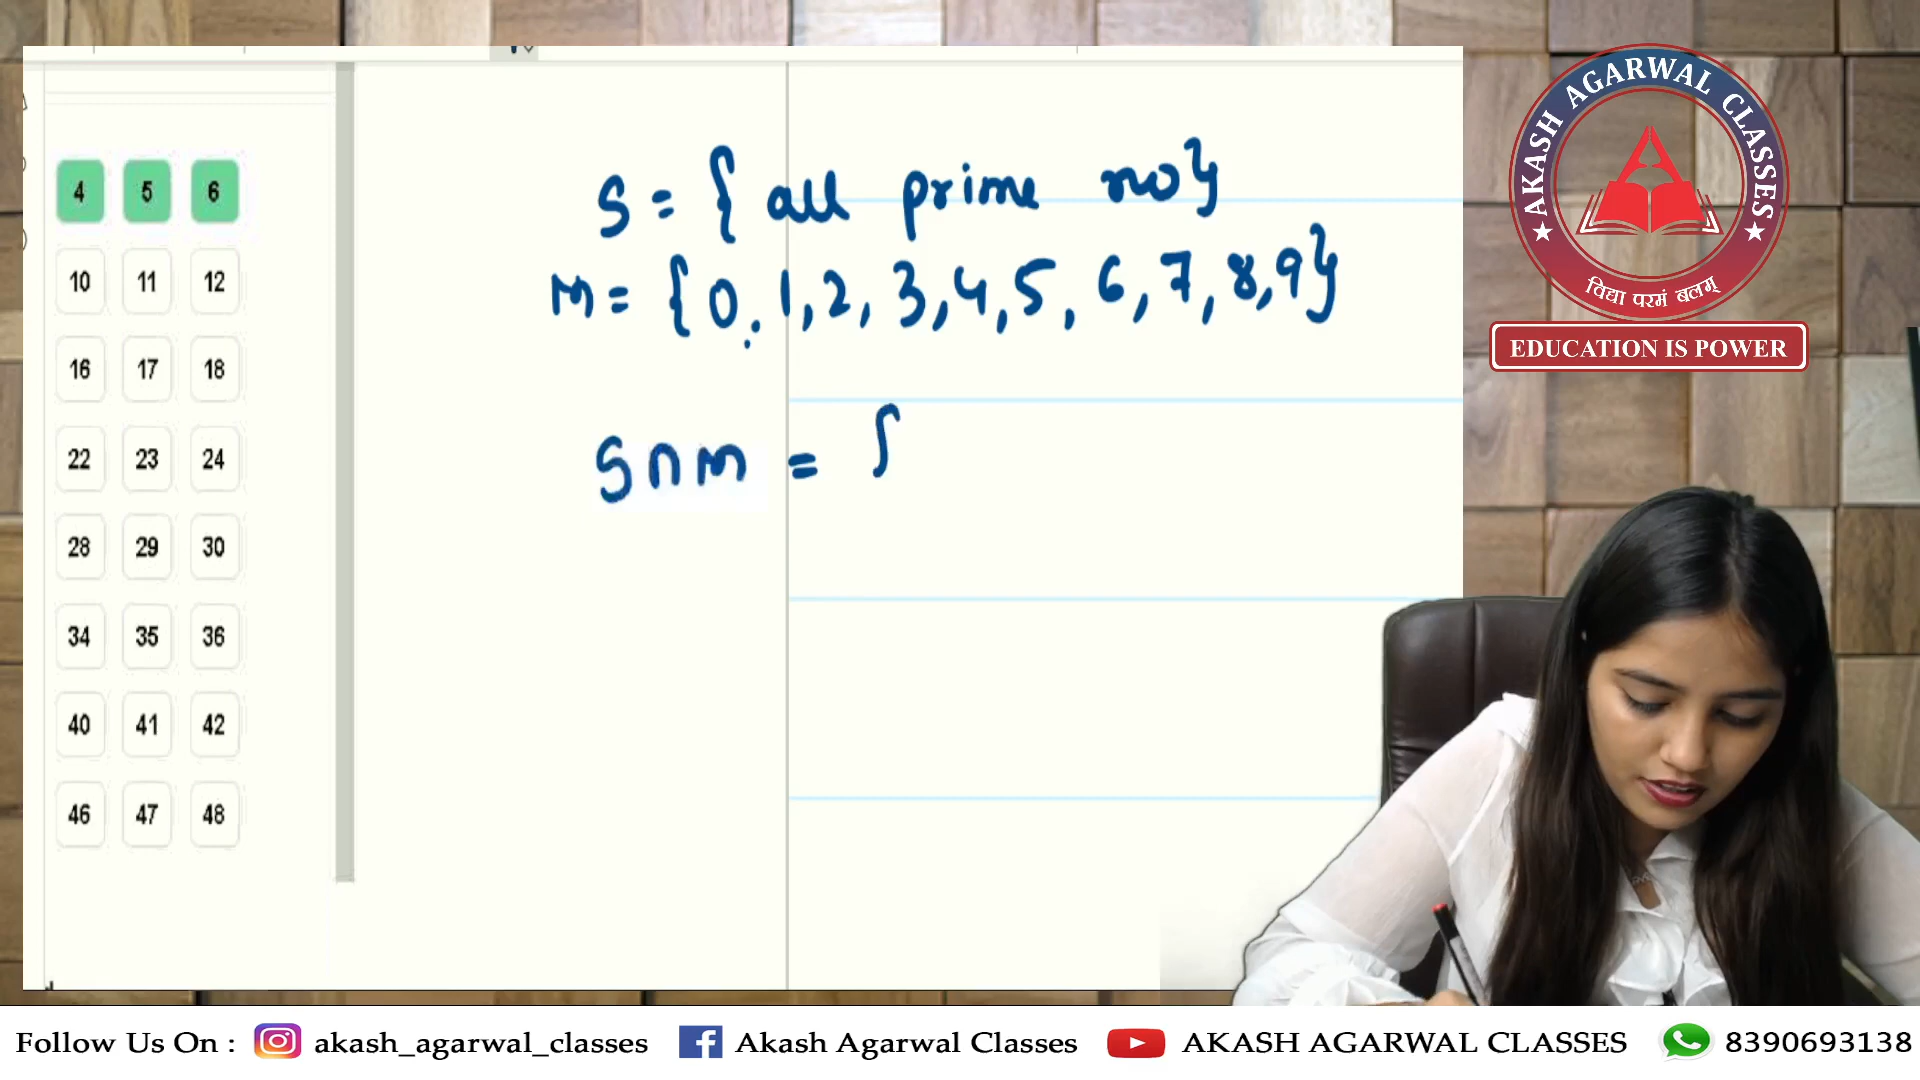 4 5 6
10 11 12
16 17 18
22 23 24
28 29 30
34 35 36
40 41 42
46 47 48
S = { all prime no}
m = {0, 1, 2, 3, 4, 5, 6, 7, 8, 9}
S ∩ m =
AKASH AGARWAL CLASSES
विद्या परमं बलम्
EDUCATION IS POWER
Follow Us On : akash_agarwal_classes Akash Agarwal Classes AKASH AGARWAL CLASSES 8390693138